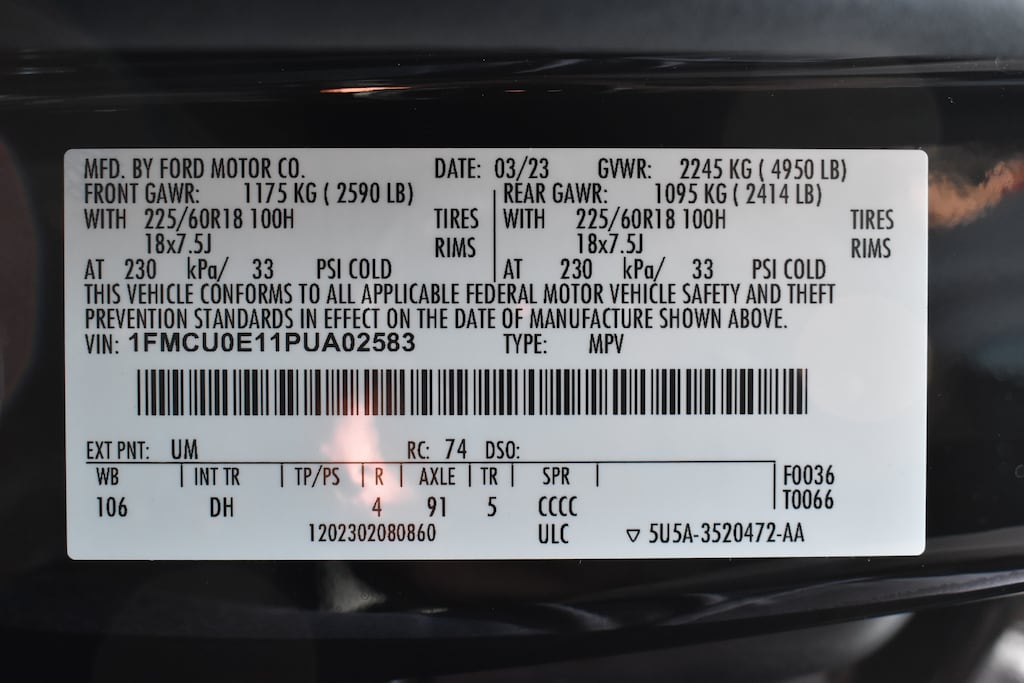 MFD. BY FORD MOTOR CO. DATE: 03/23 GVWR: 2245 KG ( 4950 LB)
FRONT GAWR: 1175 KG ( 2590 LB) REAR GAWR: 1095 KG ( 2414 LB)
WITH 225/60R18 100H TIRES WITH 225/60R18 100H TIRES
18x7.5J RIMS 18x7.5J RIMS
AT 230 kPa/ 33 PSI COLD AT 230 kPa/ 33 PSI COLD
THIS VEHICLE CONFORMS TO ALL APPLICABLE FEDERAL MOTOR VEHICLE SAFETY AND THEFT
PREVENTION STANDARDS IN EFFECT ON THE DATE OF MANUFACTURE SHOWN ABOVE.
VIN: 1FMCU0E11PUA02583 TYPE: MPV
EXT PNT: UM RC: 74 DSO:
WB INT TR TP/PS R AXLE TR SPR F0036
106 DH 4 91 5 CCCC T0066
1202302080860 ULC ▽ 5U5A-3520472-AA